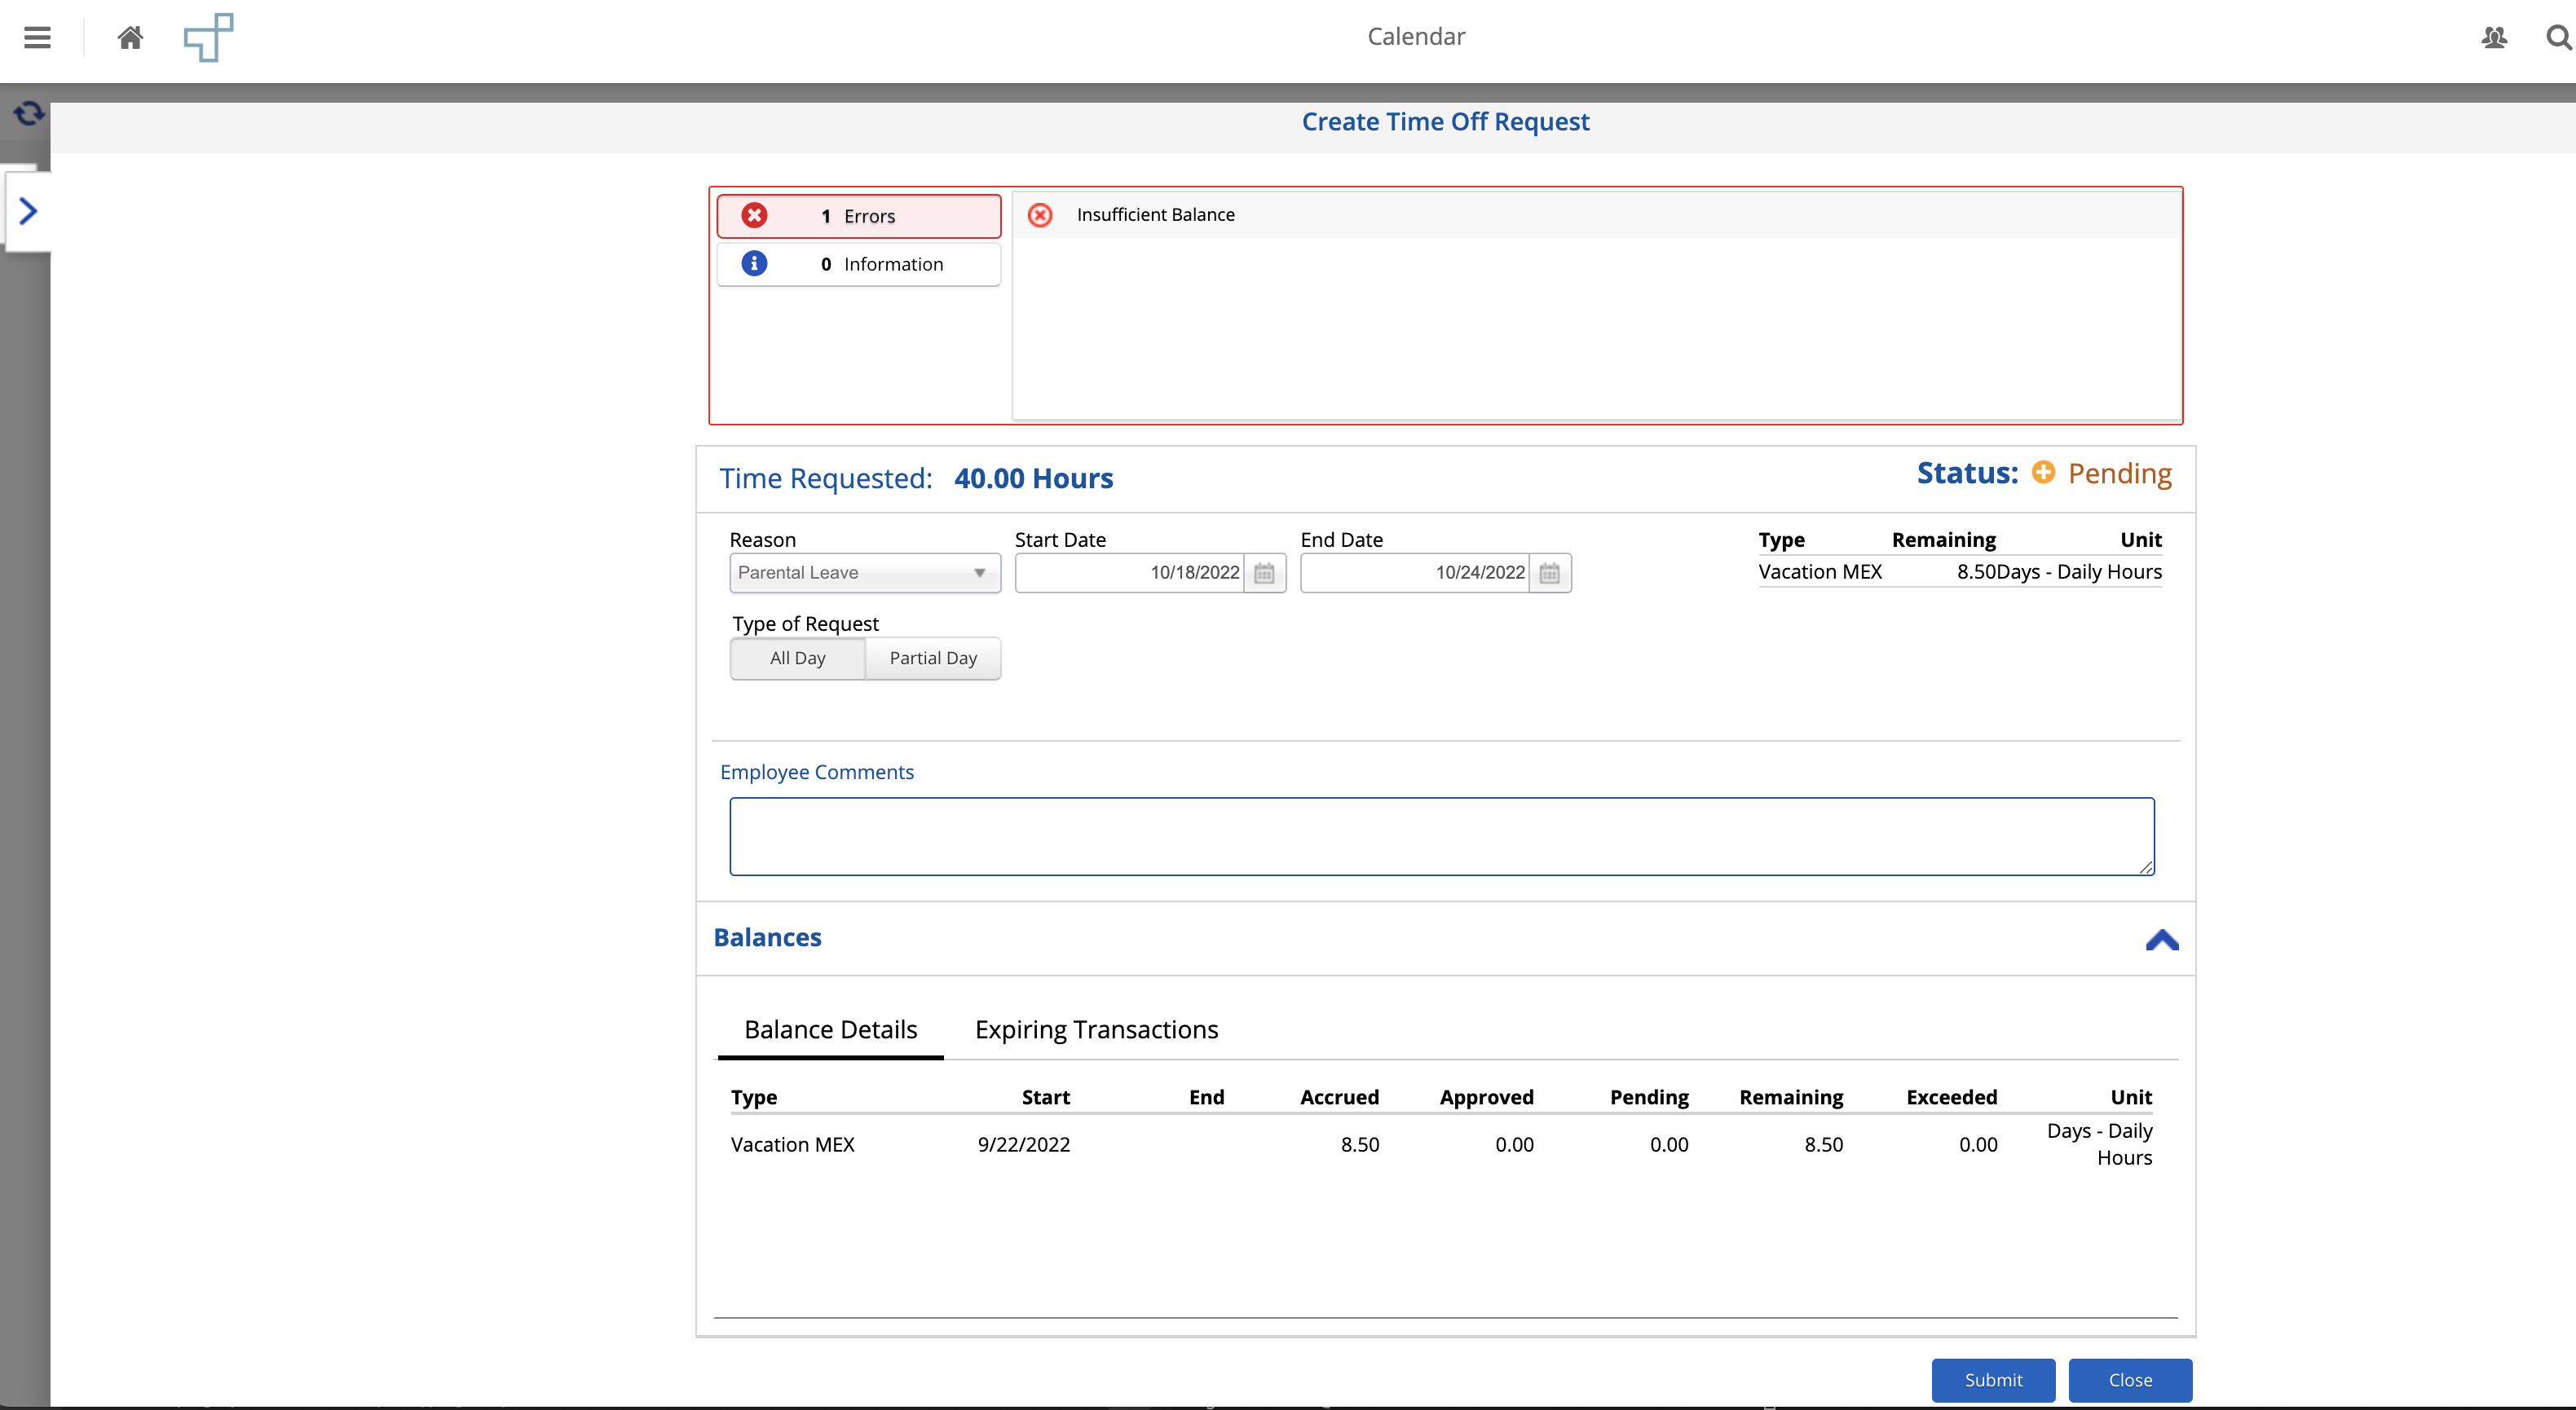 Calendar
Create Time Off Request
1 Errors
Insufficient Balance
0 Information
Time Requested: 40.00 Hours
Status: Pending
Reason Start Date End Date
Type Remaining Unit
Parental Leave 10/18/2022 10/24/2022
Vacation MEX 8.50Days - Daily Hours
Type of Request
All Day Partial Day
Employee Comments
Balances
Balance Details Expiring Transactions
Type Start End Accrued Approved Pending Remaining Exceeded Unit
Vacation MEX 9/22/2022 8.50 0.00 0.00 8.50 0.00 Days - Daily
Hours
Submit Close